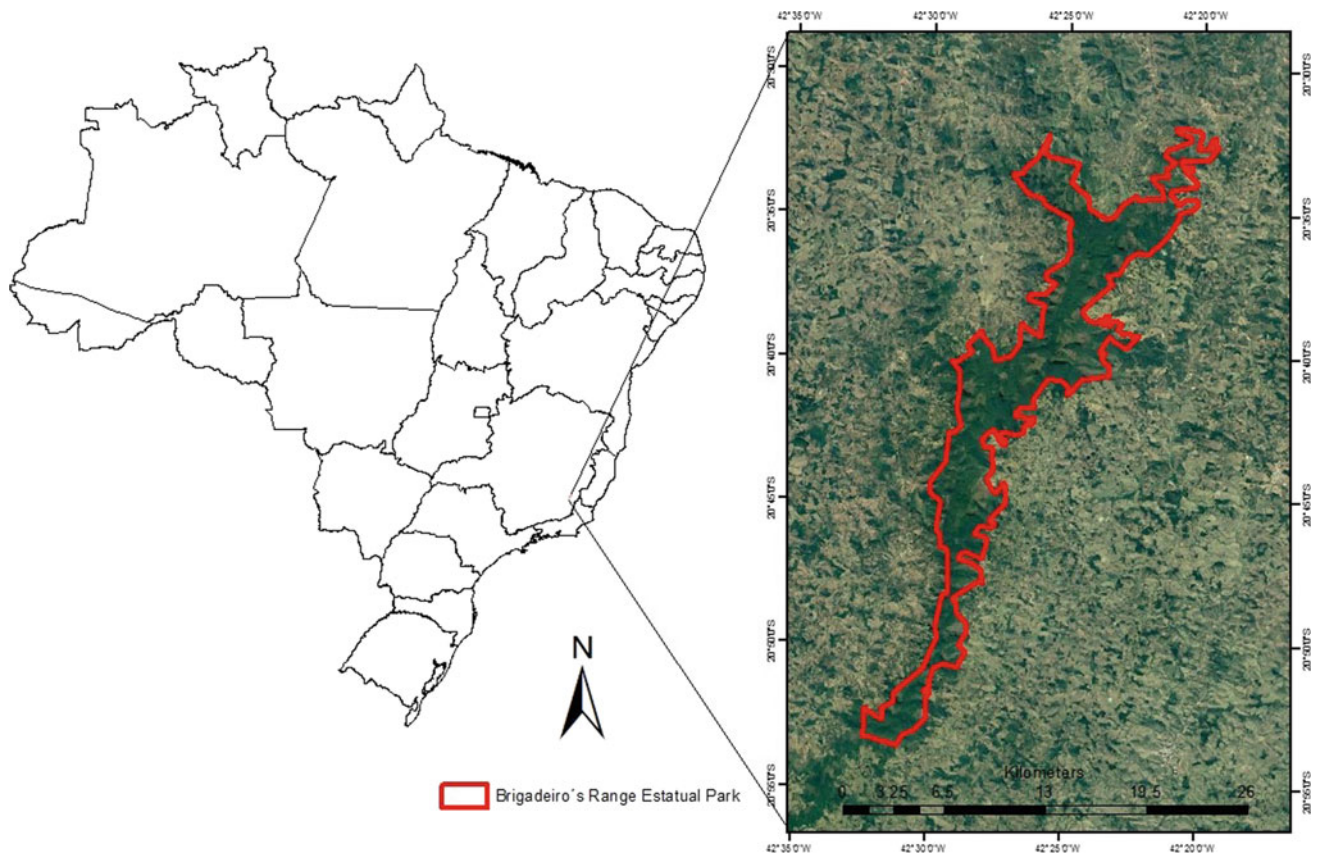 42°35'0"W 42°30'0"W 42°25'0"W 42°20'0"W
20°30'0"S 20°30'0"S
20°35'0"S 20°35'0"S
20°40'0"S 20°40'0"S
20°45'0"S 20°45'0"S
20°50'0"S 20°50'0"S
20°55'0"S 20°55'0"S
N
Brigadeiro´s Range Estatual Park
Kilometers
0 3.25 6.5 13 19.5 26
42°35'0"W 42°30'0"W 42°25'0"W 42°20'0"W